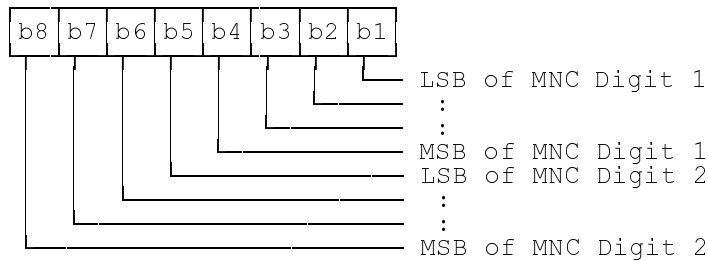 b8 b7 b6 b5 b4 b3 b2 b1
LSB of MNC Digit 1
:
:
MSB of MNC Digit 1
LSB of MNC Digit 2
:
:
MSB of MNC Digit 2